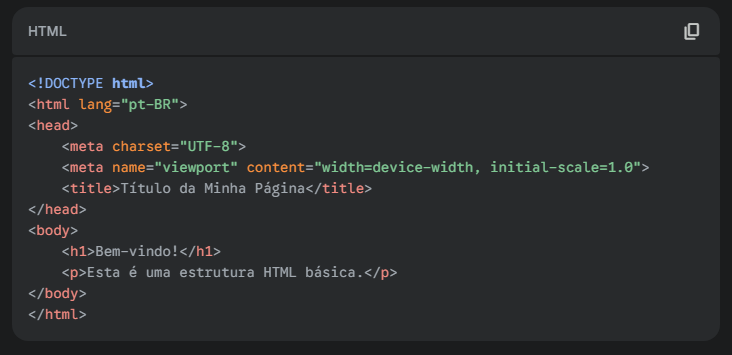 HTML
<!DOCTYPE html>
<html lang="pt-BR">
<head>
    <meta charset="UTF-8">
    <meta name="viewport" content="width=device-width, initial-scale=1.0">
    <title>Título da Minha Página</title>
</head>
<body>
    <h1>Bem-vindo!</h1>
    <p>Esta é uma estrutura HTML básica.</p>
</body>
</html>